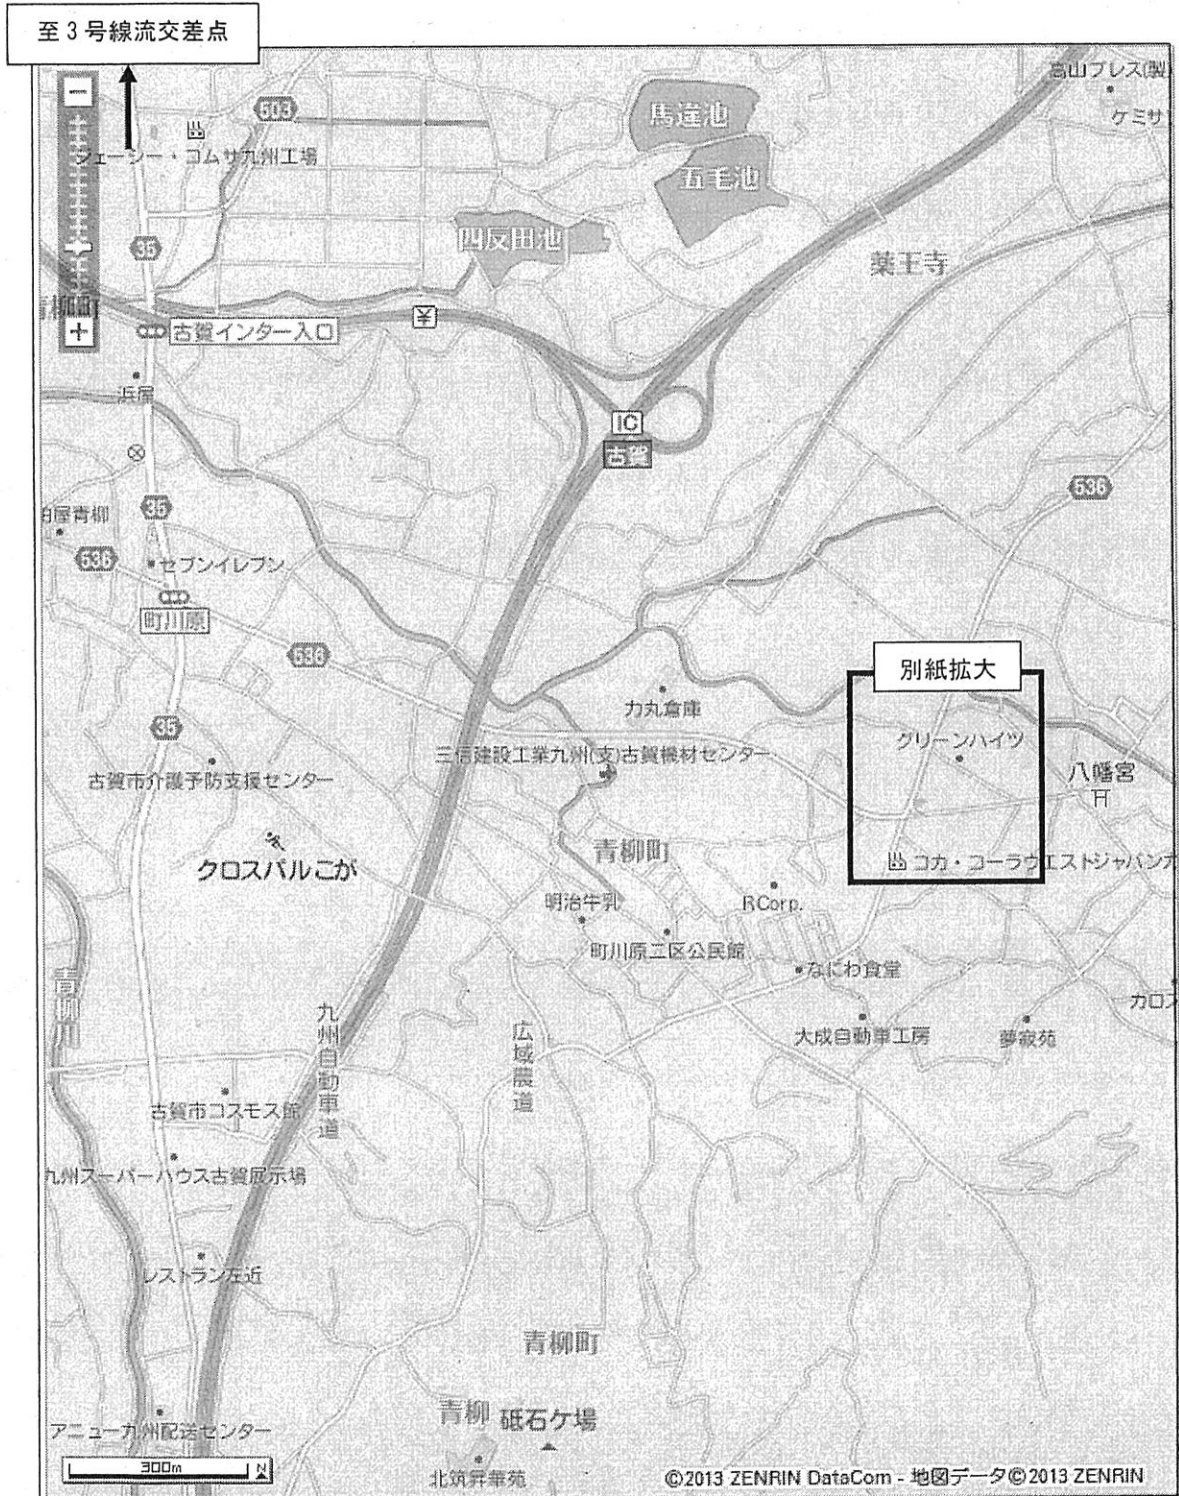 至3号線流交差点
高山プレス(製
ケミサ
503
馬達池
五毛池
ジェーシー・コムサ九州工場
35
四反田池
薬王寺
青柳町
古賀インター入口
浜屋
IC
古賀
536
35
柏屋青柳
536
セブンイレブン
町川原
536
別紙拡大
力丸倉庫
35
グリーンハイツ
三信建設工業九州(支)古賀機材センター
古賀市介護予防支援センター
八幡宮
クロスパルこが
青柳町
コカ・コーラウエストジャパンカ
明治牛乳
RCorp.
町川原二区公民館
なにわ食堂
青柳川
カロス
九州自動車道
広域農道
大成自動車工房
夢寂苑
古賀市コスモス館
九州スーパーハウス古賀展示場
レストラン左近
青柳町
青柳
砥石ケ場
アニュー九州配送センター
300m
N
北筑昇華苑
©2013 ZENRIN DataCom - 地図データ©2013 ZENRIN